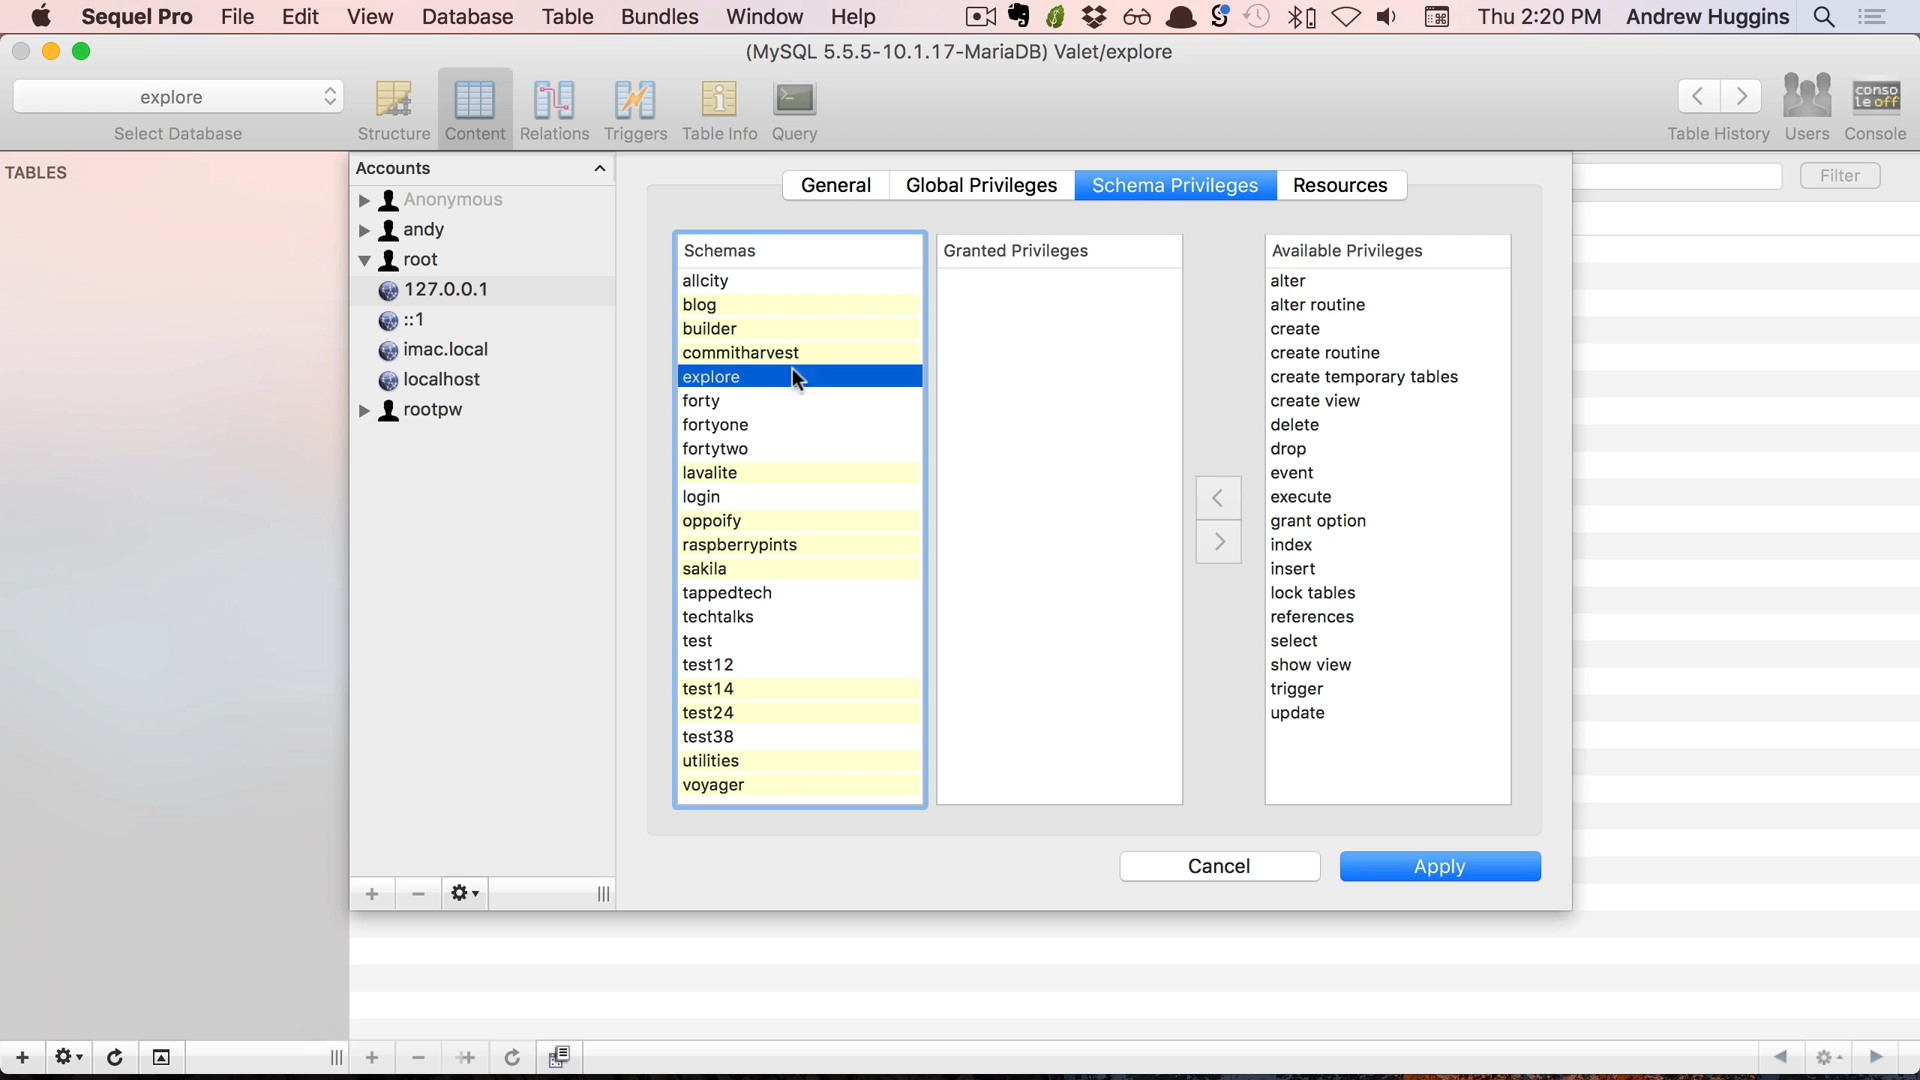 Sequel Pro File Edit View Database Table Bundles Window Help Thu 2:20 PM Andrew Huggins
(MySQL 5.5.5-10.1.17-MariaDB) Valet/explore
explore
Select Database
Structure Content Relations Triggers Table Info Query
Table History Users Console
conso
le off
TABLES
Accounts
Anonymous
andy
root
127.0.0.1
::1
imac.local
localhost
rootpw
General Global Privileges Schema Privileges Resources
Filter
Schemas
allcity
blog
builder
commitharvest
explore
forty
fortyone
fortytwo
lavalite
login
oppoify
raspberrypints
sakila
tappedtech
techtalks
test
test12
test14
test24
test38
utilities
voyager
Granted Privileges
Available Privileges
alter
alter routine
create
create routine
create temporary tables
create view
delete
drop
event
execute
grant option
index
insert
lock tables
references
select
show view
trigger
update
Cancel Apply